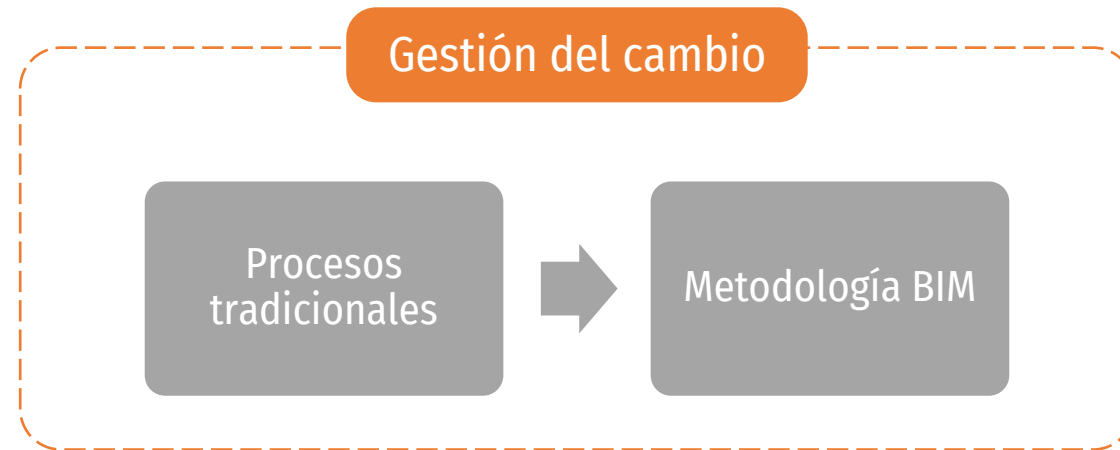 Gestión del cambio
Procesos
tradicionales
Metodología BIM